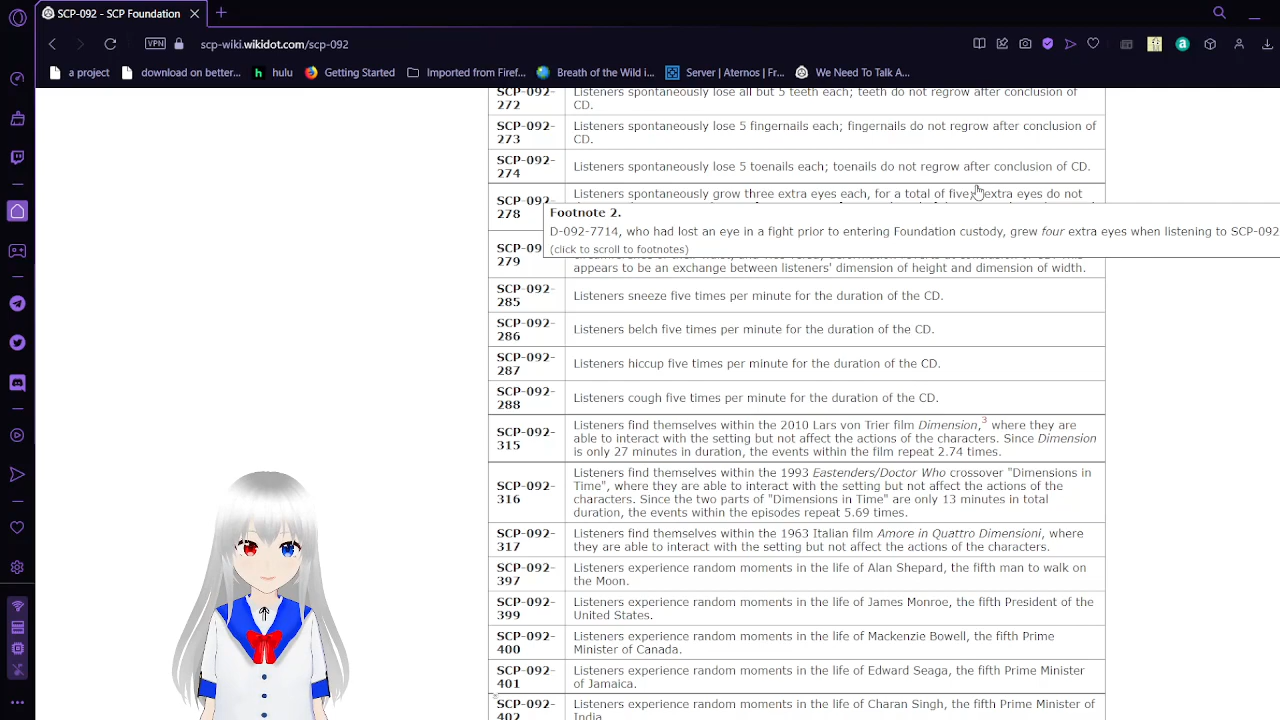 SCP-092 - SCP Foundation
VPN
scp-wiki.wikidot.com/scp-092
a project
download on better...
hulu
Getting Started
Imported from Firef...
Breath of the Wild i...
Server | Aternos | Fr...
We Need To Talk A...
SCP-092-
272
Listeners spontaneously lose all but 5 teeth each; teeth do not regrow after conclusion of
CD.
SCP-092-
273
Listeners spontaneously lose 5 fingernails each; fingernails do not regrow after conclusion of
CD.
SCP-092-
274
Listeners spontaneously lose 5 toenails each; toenails do not regrow after conclusion of CD.
SCP-092-
278
Listeners spontaneously grow three extra eyes each, for a total of five; extra eyes do not
Footnote 2.
D-092-7714, who had lost an eye in a fight prior to entering Foundation custody, grew four extra eyes when listening to SCP-092
(click to scroll to footnotes)
SCP-09
279
appears to be an exchange between listeners' dimension of height and dimension of width.
SCP-092-
285
Listeners sneeze five times per minute for the duration of the CD.
SCP-092-
286
Listeners belch five times per minute for the duration of the CD.
SCP-092-
287
Listeners hiccup five times per minute for the duration of the CD.
SCP-092-
288
Listeners cough five times per minute for the duration of the CD.
SCP-092-
315
Listeners find themselves within the 2010 Lars von Trier film Dimension,3 where they are
able to interact with the setting but not affect the actions of the characters. Since Dimension
is only 27 minutes in duration, the events within the film repeat 2.74 times.
SCP-092-
316
Listeners find themselves within the 1993 Eastenders/Doctor Who crossover "Dimensions in
Time", where they are able to interact with the setting but not affect the actions of the
characters. Since the two parts of "Dimensions in Time" are only 13 minutes in total
duration, the events within the episodes repeat 5.69 times.
SCP-092-
317
Listeners find themselves within the 1963 Italian film Amore in Quattro Dimensioni, where
they are able to interact with the setting but not affect the actions of the characters.
SCP-092-
397
Listeners experience random moments in the life of Alan Shepard, the fifth man to walk on
the Moon.
SCP-092-
399
Listeners experience random moments in the life of James Monroe, the fifth President of the
United States.
SCP-092-
400
Listeners experience random moments in the life of Mackenzie Bowell, the fifth Prime
Minister of Canada.
SCP-092-
401
Listeners experience random moments in the life of Edward Seaga, the fifth Prime Minister
of Jamaica.
SCP-092-
402
Listeners experience random moments in the life of Charan Singh, the fifth Prime Minister of
India.